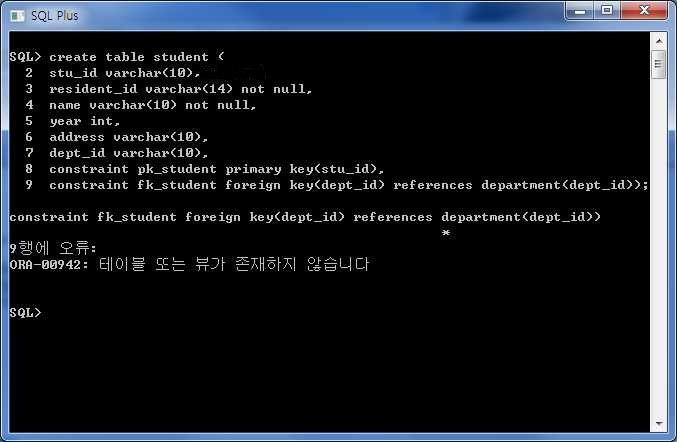 SQL Plus
SQL> create table student (
2 stu_id varchar(10),
3 resident_id varchar(14) not null,
4 name varchar(10) not null,
5 year int,
6 address varchar(10),
7 dept_id varchar(10),
8 constraint pk_student primary key(stu_id),
9 constraint fk_student foreign key(dept_id) references department(dept_id));
constraint fk_student foreign key(dept_id) references department(dept_id))
*
9행에 오류:
ORA-00942: 테이블 또는 뷰가 존재하지 않습니다
SQL>